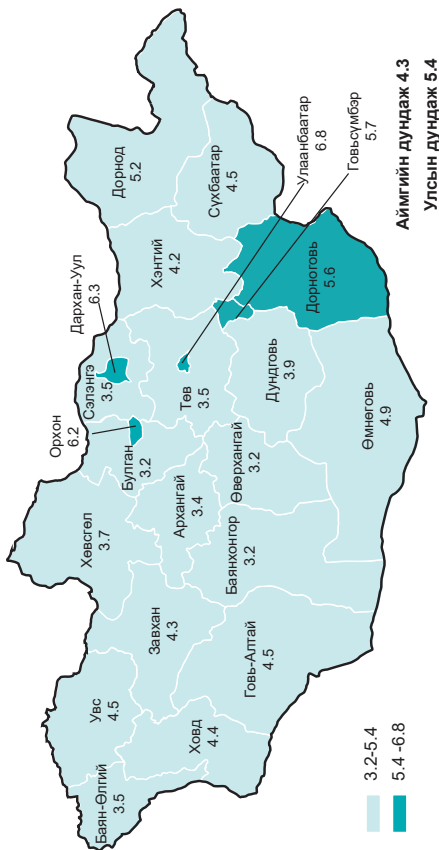 Баян-Өлгий
3.5
Увс
4.5
Ховд
4.4
Завхан
4.3
Говь-Алтай
4.5
Хөвсгөл
3.7
Орхон
6.2
Булган
3.2
Архангай
3.4
Баянхонгор
3.2
Өвөрхангай
3.2
Дархан-Уул
6.3
Сэлэнгэ
3.5
Төв
3.5
Дундговь
3.9
Өмнөговь
4.9
Хэнтий
4.2
Дорнод
5.2
Сүхбаатар
4.5
Улаанбаатар
6.8
Говьсүмбэр
5.7
Дорноговь
5.6
3.2-5.4
5.4 -6.8
Аймгийн дундаж 4.3
Улсын дундаж 5.4